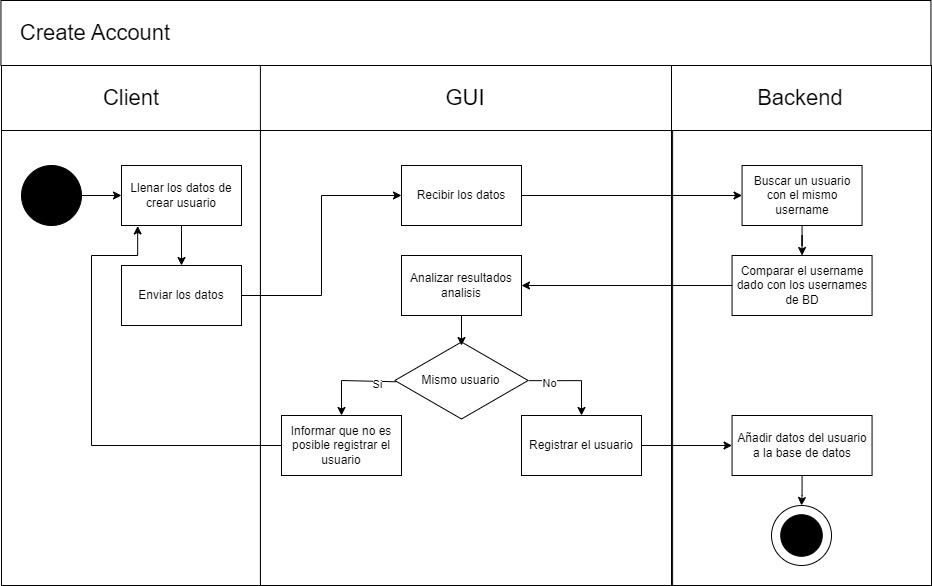 Create Account
Client
GUI
Backend
Llenar los datos de
crear usuario
Recibir los datos
Buscar un usuario
con el mismo
username
Enviar los datos
Analizar resultados
analisis
Comparar el username
dado con los usernames
de BD
Mismo usuario
Sí
No
Informar que no es
posible registrar el
usuario
Registrar el usuario
Añadir datos del usuario
a la base de datos